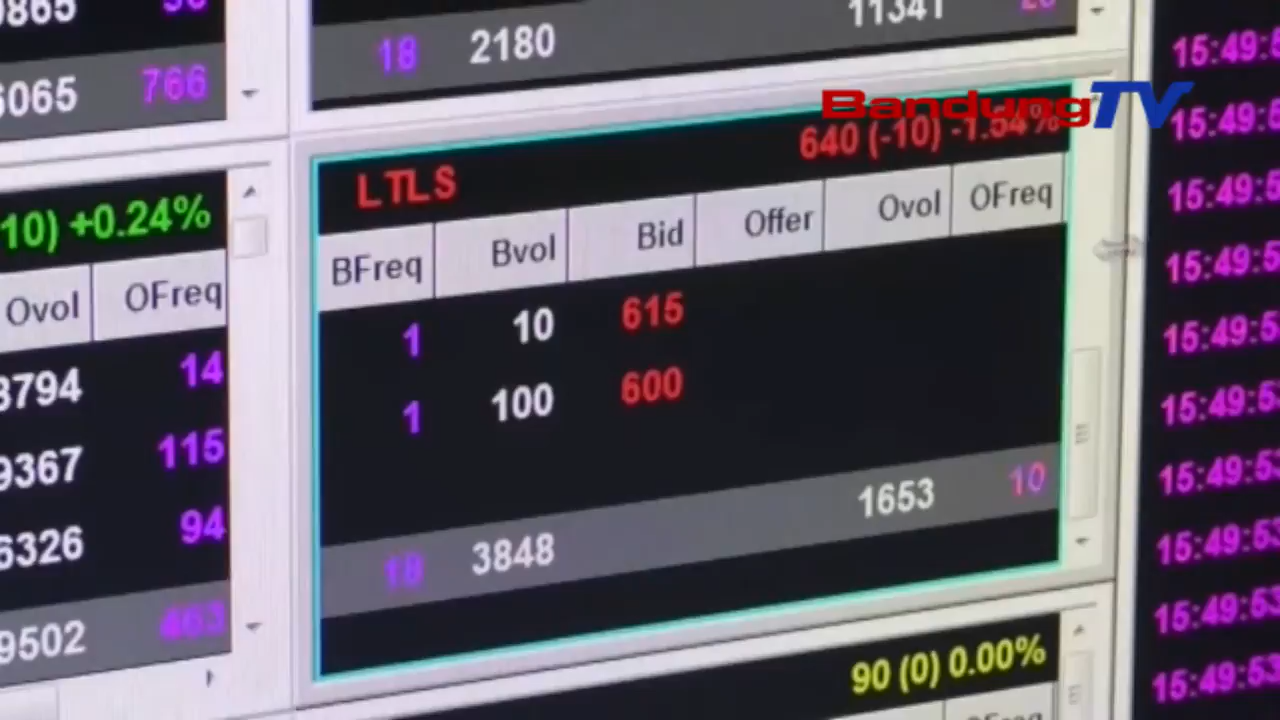 18 2180 11341
6065 766
BandungTV
LTLS 640 (-10) -1.54%
10) +0.24%
BFreq Bvol Bid Offer Ovol OFreq
Ovol OFreq
1 10 615
1 100 600
1653 10
18 3848
3794 14
9367 115
6326 94
9502 463
90 (0) 0.00%
15:49:5
15:49:5
15:49:5
15:49:5
15:49:5
15:49:53
15:49:53
15:49:53
15:49:53
15:49:53